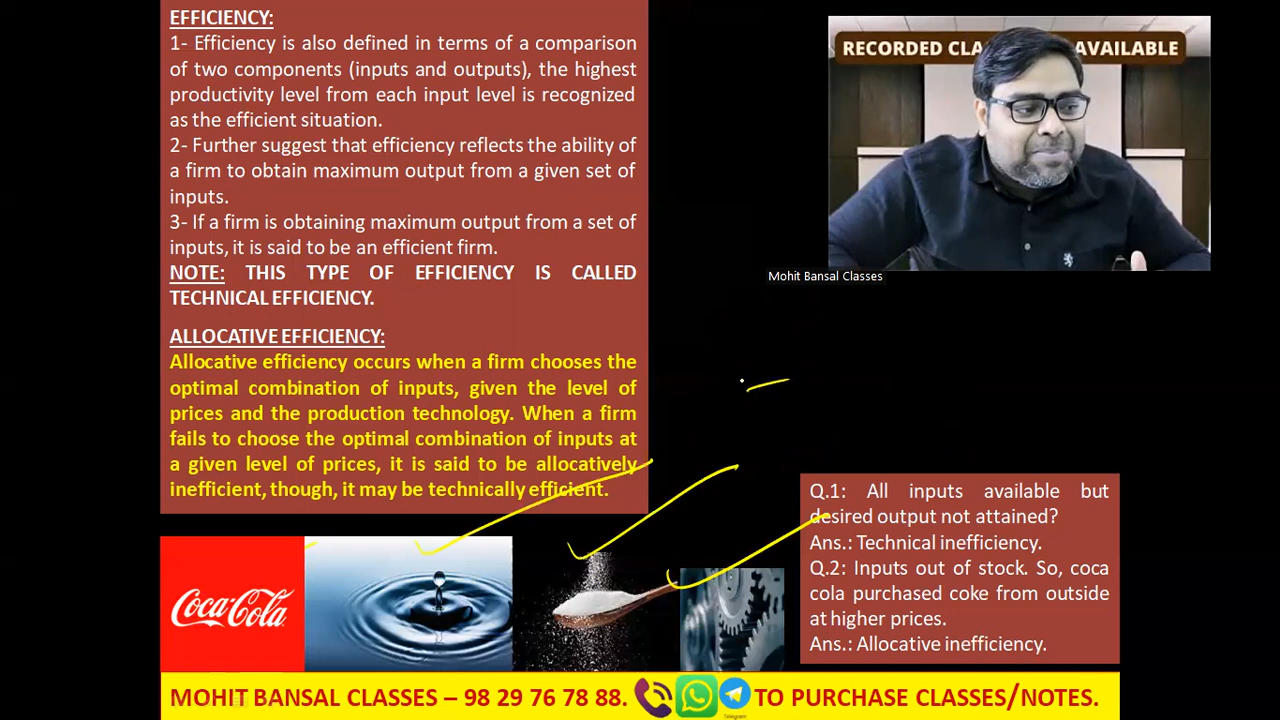 EFFICIENCY:
1- Efficiency is also defined in terms of a comparison
of two components (inputs and outputs), the highest
productivity level from each input level is recognized
as the efficient situation.
2- Further suggest that efficiency reflects the ability of
a firm to obtain maximum output from a given set of
inputs.
3- If a firm is obtaining maximum output from a set of
inputs, it is said to be an efficient firm.
NOTE: THIS TYPE OF EFFICIENCY IS CALLED
TECHNICAL EFFICIENCY.
ALLOCATIVE EFFICIENCY:
Allocative efficiency occurs when a firm chooses the
optimal combination of inputs, given the level of
prices and the production technology. When a firm
fails to choose the optimal combination of inputs at
a given level of prices, it is said to be allocatively
inefficient, though, it may be technically efficient.
RECORDED CLA AVAILABLE
Mohit Bansal Classes
Coca-Cola
Q.1: All inputs available but
desired output not attained?
Ans.: Technical inefficiency.
Q.2: Inputs out of stock. So, coca
cola purchased coke from outside
at higher prices.
Ans.: Allocative inefficiency.
MOHIT BANSAL CLASSES – 98 29 76 78 88. TO PURCHASE CLASSES/NOTES.
Telegram